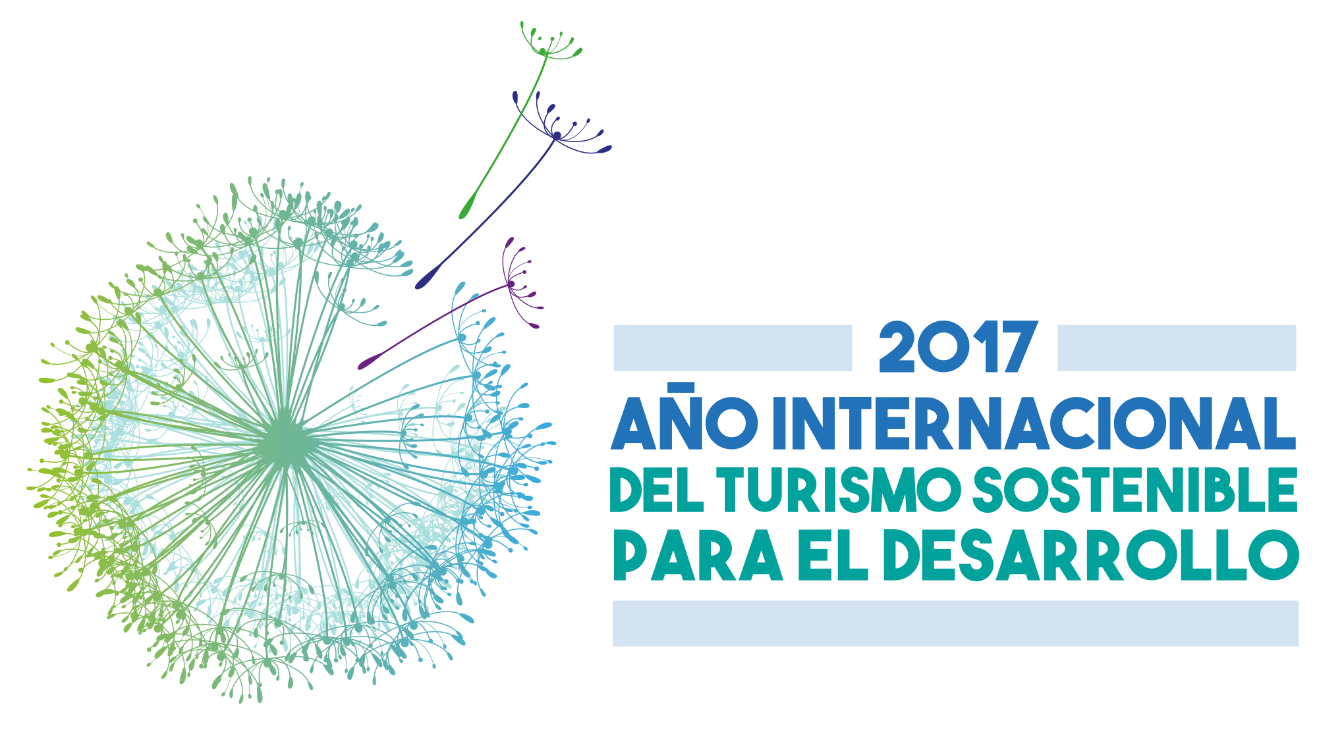 2017
AÑO INTERNACIONAL
DEL TURISMO SOSTENIBLE
PARA EL DESARROLLO